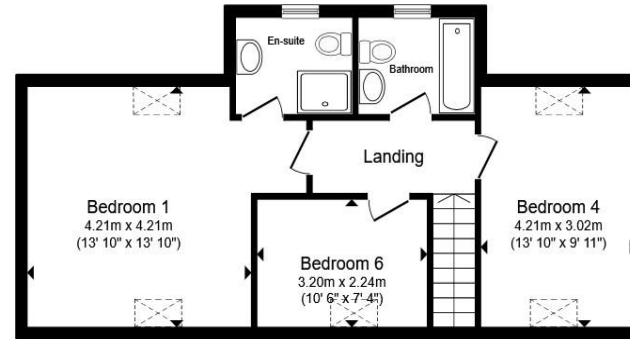 En-suite
Bathroom
Landing
Bedroom 1
4.21m x 4.21m
(13' 10" x 13' 10")
Bedroom 6
3.20m x 2.24m
(10' 6" x 7' 4")
Bedroom 4
4.21m x 3.02m
(13' 10" x 9' 11")